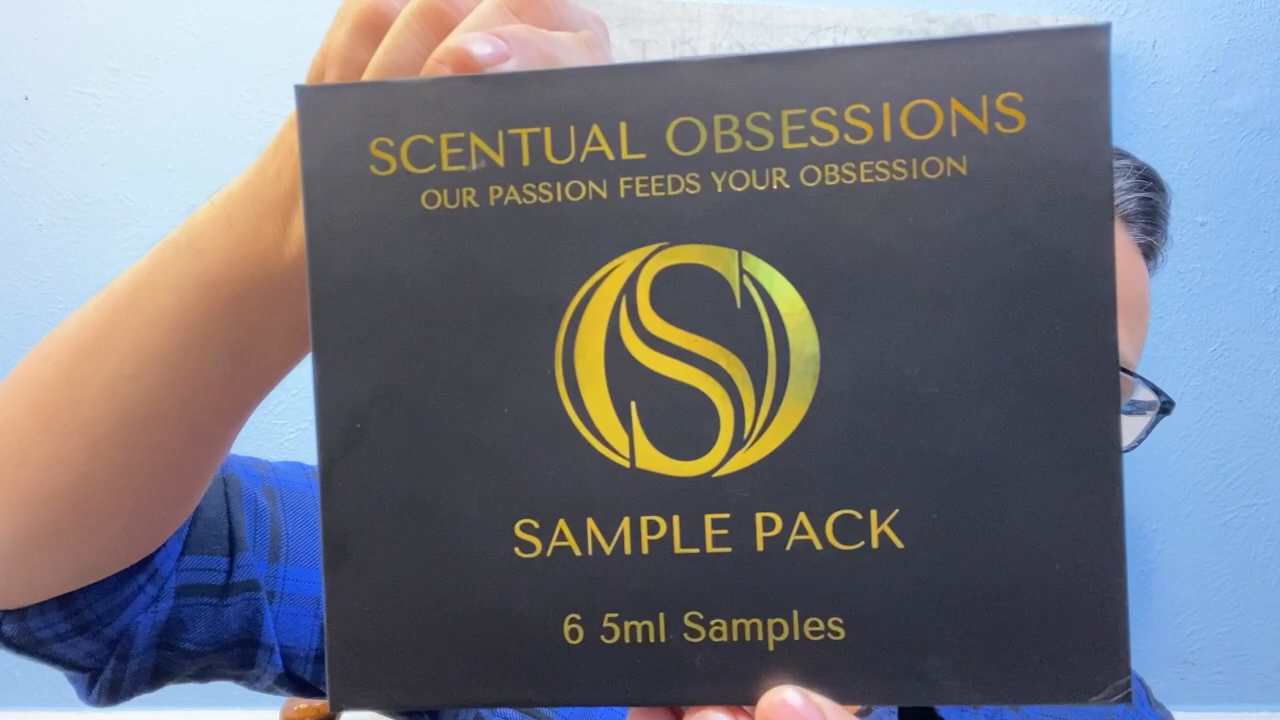 SCENTUAL OBSESSIONS
OUR PASSION FEEDS YOUR OBSESSION
SAMPLE PACK
6 5ml Samples